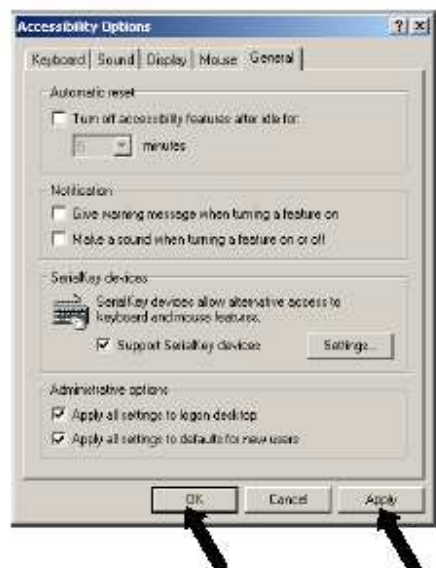 Accessibility Options
Keyboard Sound Display Mouse General
Automatic reset
Turn off accessibility features after idle for:
5 minutes
Notification
Give warning message when turning a feature on
Make a sound when turning a feature on or off
SerialKey devices
SerialKey devices allow alternative access to
keyboard and mouse features.
Support SerialKey devices Settings...
Administrative options
Apply all settings to logon desktop
Apply all settings to defaults for new users
OK Cancel Apply